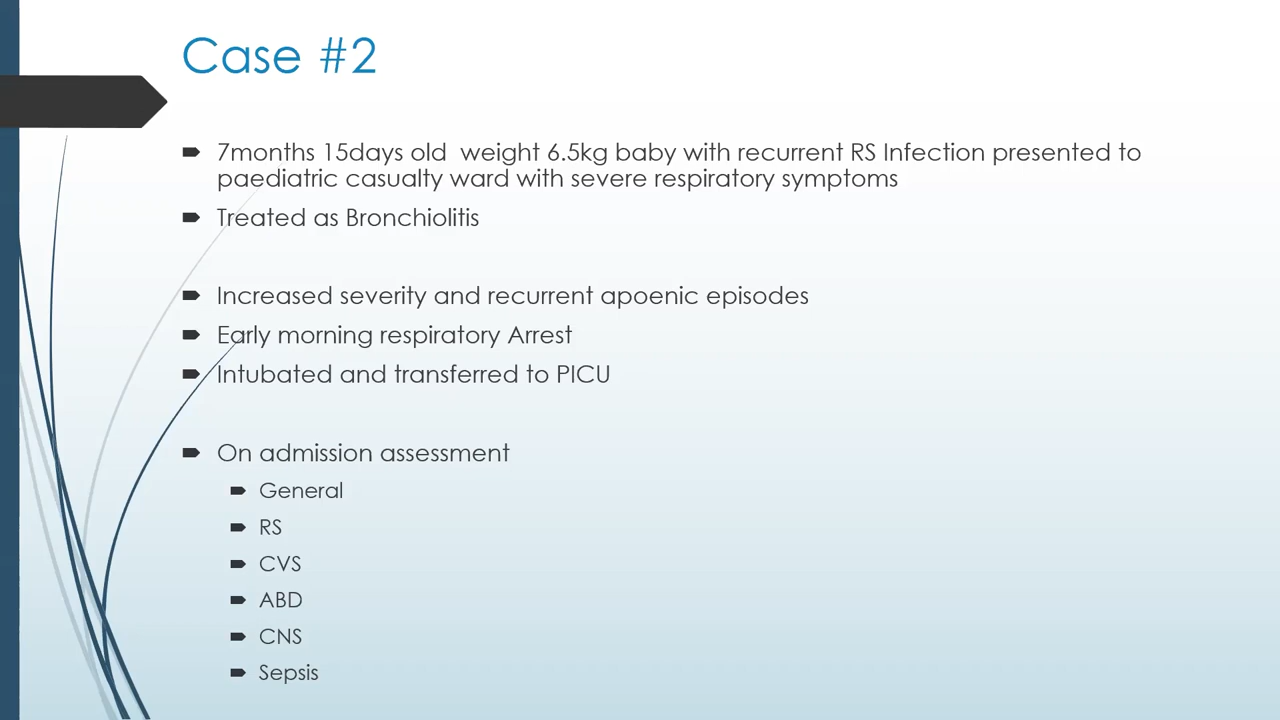 Case #2
7months 15days old weight 6.5kg baby with recurrent RS Infection presented to
paediatric casualty ward with severe respiratory symptoms
Treated as Bronchiolitis
Increased severity and recurrent apoenic episodes
Early morning respiratory Arrest
Intubated and transferred to PICU
On admission assessment
General
RS
CVS
ABD
CNS
Sepsis